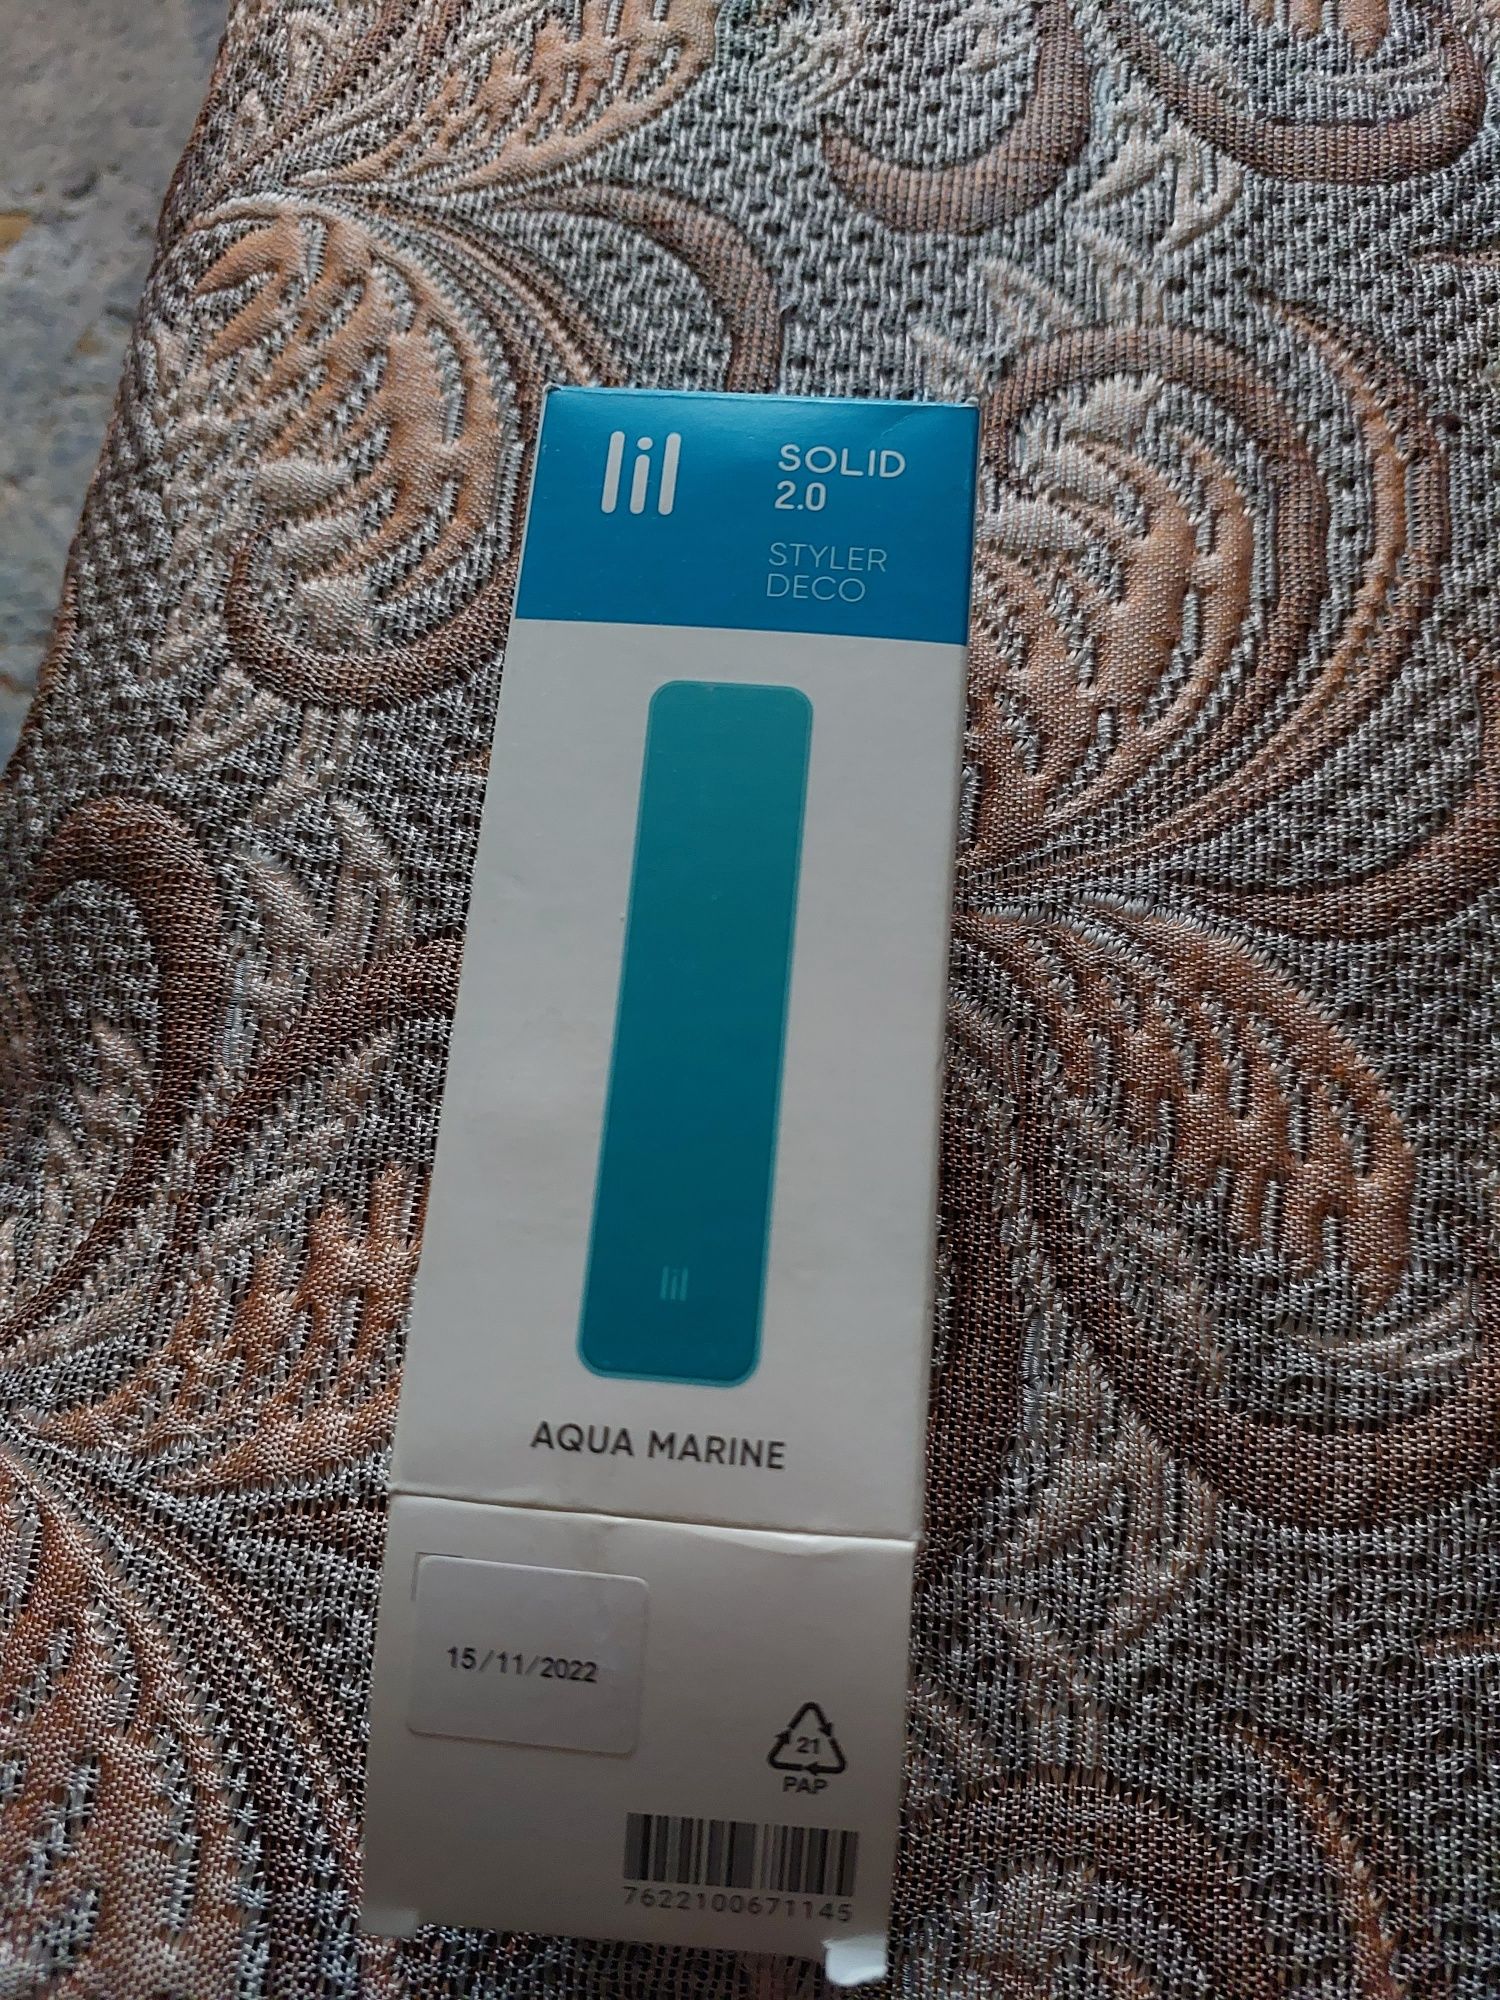 lil
SOLID
2.0
STYLER
DECO
lil
AQUA MARINE
15/11/2022
21
PAP
7622100671145